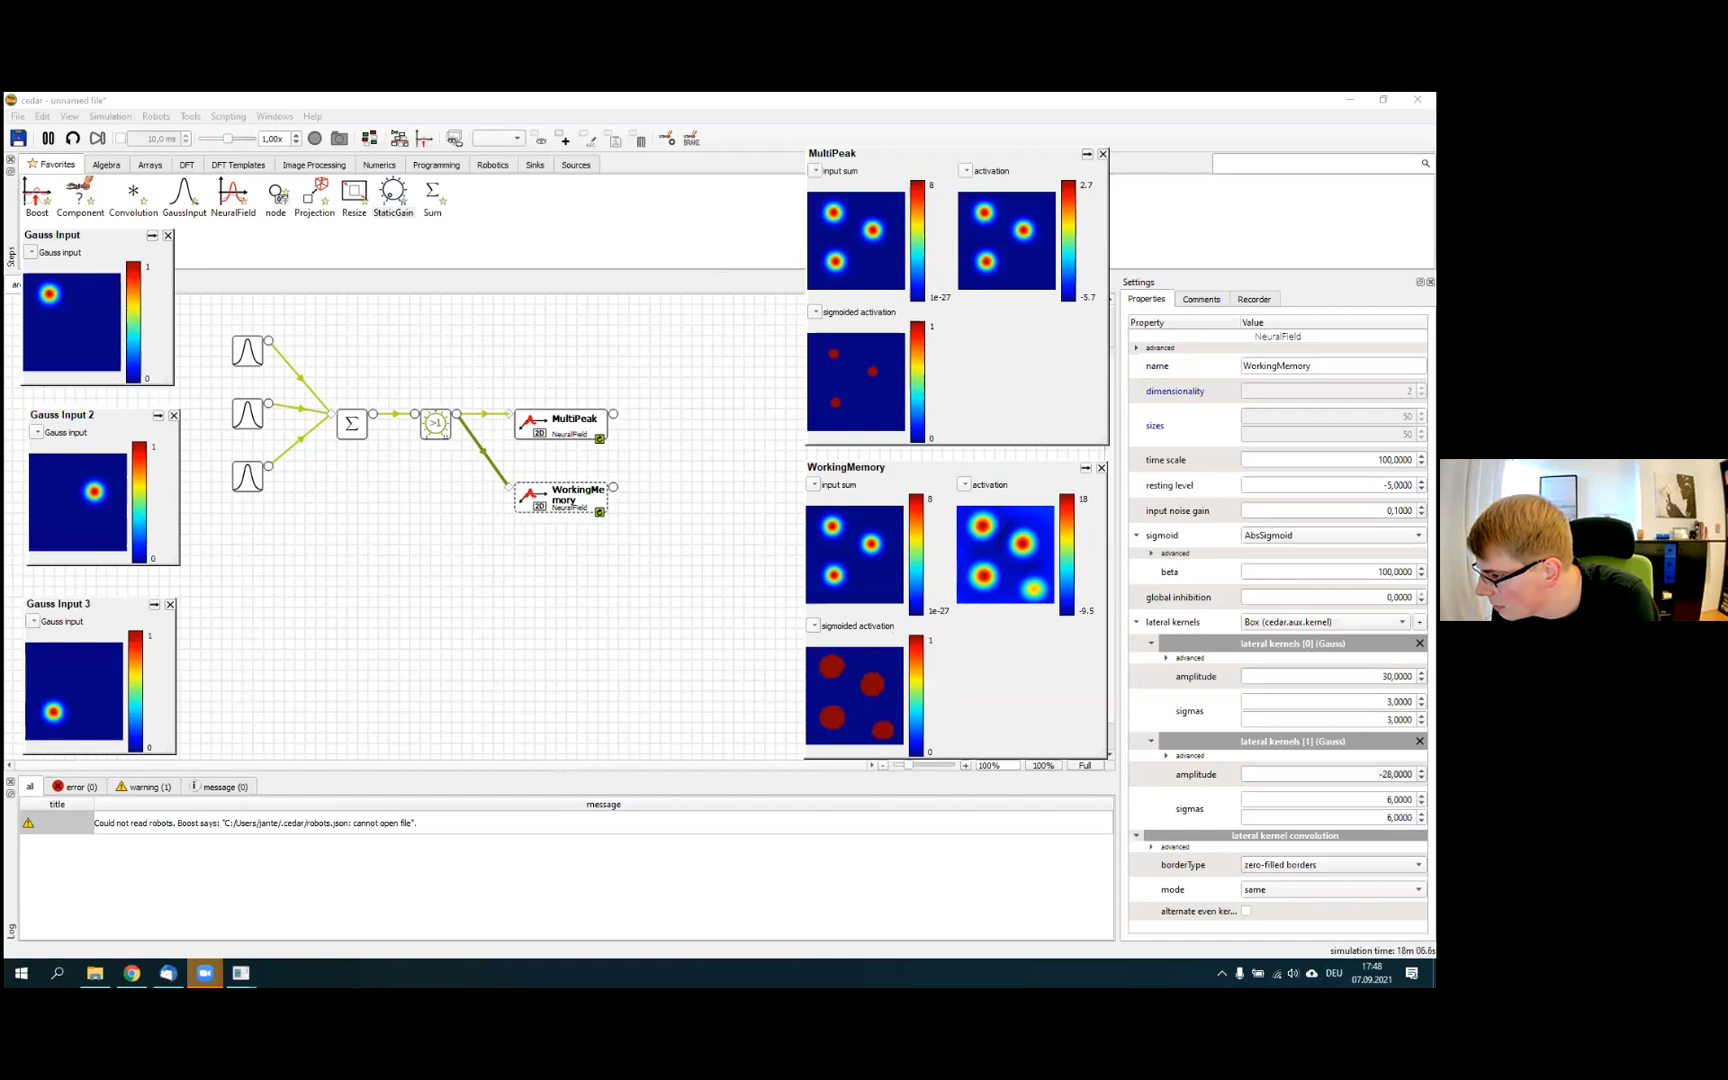 cedar - unnamed file*
File Edit View Simulation Robots Tools Scripting Windows Help
10,0 ms 1,00x BRAKE
Favorites Algebra Arrays DFT DFT Templates Image Processing Numerics Programming Robotics Sinks Sources
Boost Component Convolution GaussInput NeuralField node Projection Resize StaticGain Sum
Steps
Gauss Input
Gauss input
1
0
Gauss Input 2
Gauss input
1
0
Gauss Input 3
Gauss input
1
0
Σ
>1
MultiPeak
2D NeuralField
WorkingMe
mory
2D NeuralField
MultiPeak
input sum activation
8 2.7
1e-27 -5.7
sigmoided activation
1
0
WorkingMemory
input sum activation
8 18
1e-27 -9.5
sigmoided activation
1
0
- + 100% 100% Full
Settings
Properties Comments Recorder
Property Value
NeuralField
advanced
name WorkingMemory
dimensionality 2
sizes 50
50
time scale 100,0000
resting level -5,0000
input noise gain 0,1000
sigmoid AbsSigmoid
advanced
beta 100,0000
global inhibition 0,0000
lateral kernels Box (cedar.aux.kernel) +
lateral kernels [0] (Gauss)
advanced
amplitude 30,0000
sigmas 3,0000
3,0000
lateral kernels [1] (Gauss)
advanced
amplitude -28,0000
sigmas 6,0000
6,0000
lateral kernel convolution
advanced
borderType zero-filled borders
mode same
alternate even ker...
Log
all error (0) warning (1) message (0)
title message
Could not read robots. Boost says: "C:/Users/jante/.cedar/robots.json: cannot open file".
simulation time: 18m 06.6s
DEU
17:48
07.09.2021